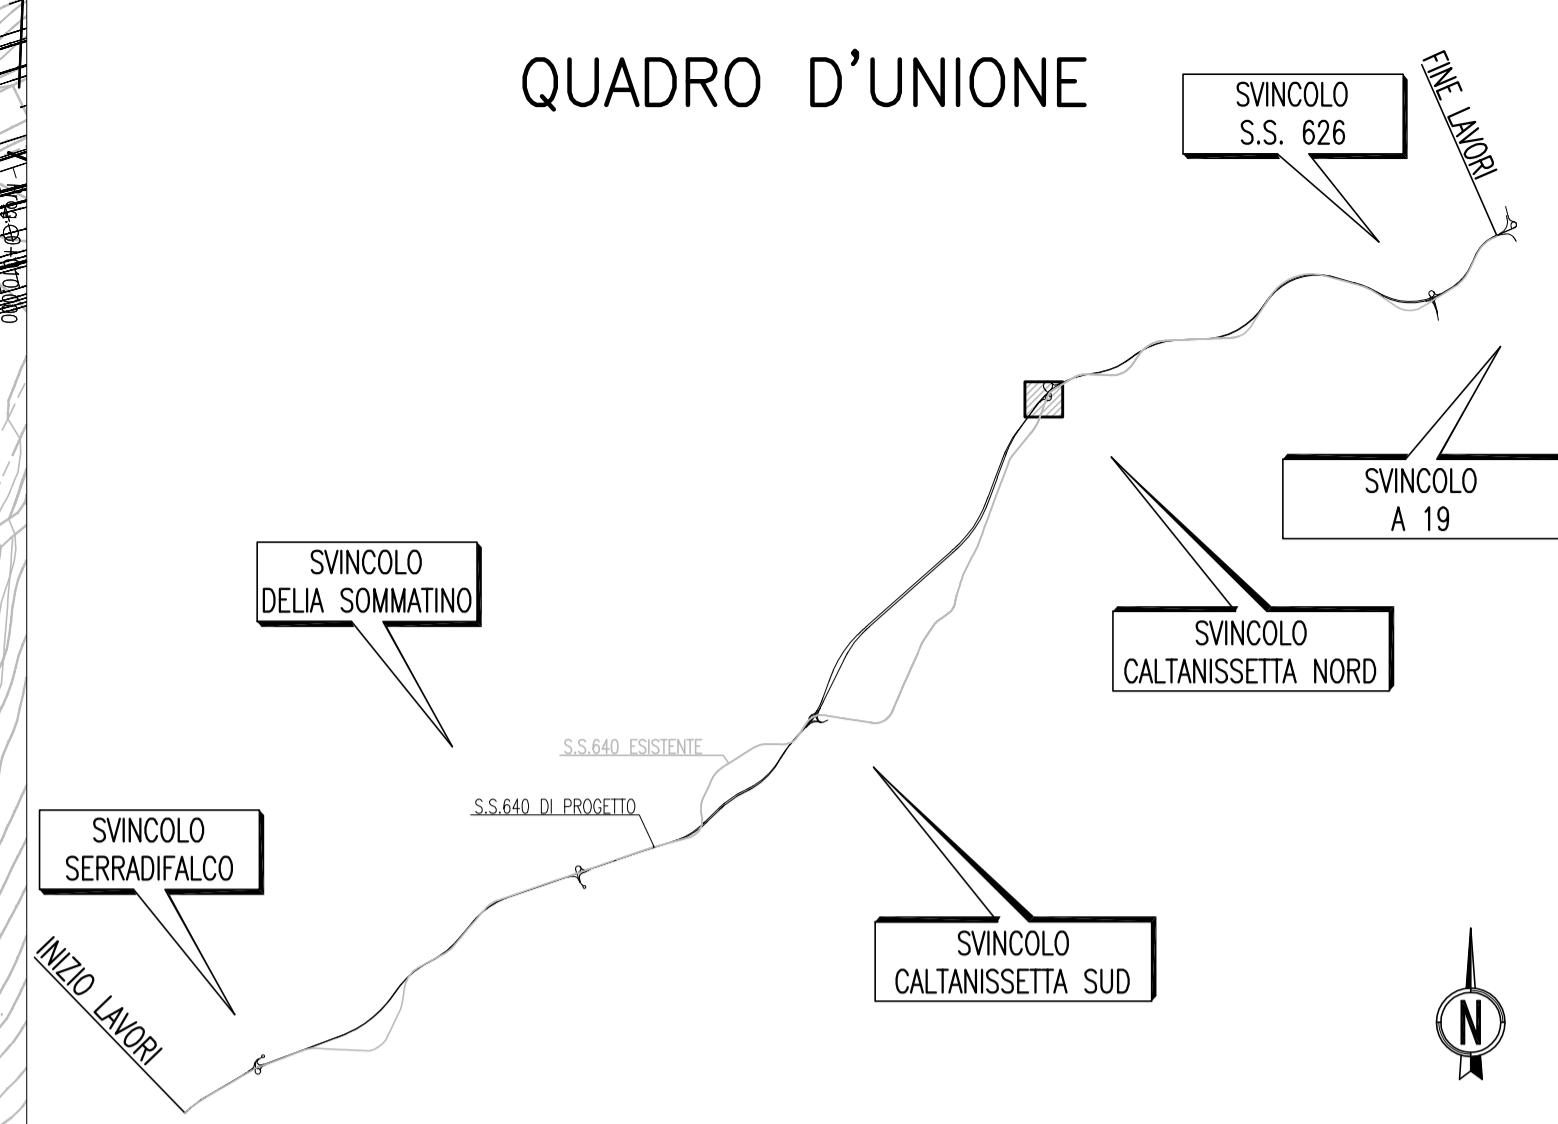 QUADRO D'UNIONE
SVINCOLO
S.S. 626
FINE LAVORI
SVINCOLO
A 19
SVINCOLO
CALTANISSETTA NORD
SVINCOLO
DELIA SOMMATINO
S.S.640 ESISTENTE
S.S.640 DI PROGETTO
SVINCOLO
SERRADIFALCO
INIZIO LAVORI
SVINCOLO
CALTANISSETTA SUD
N